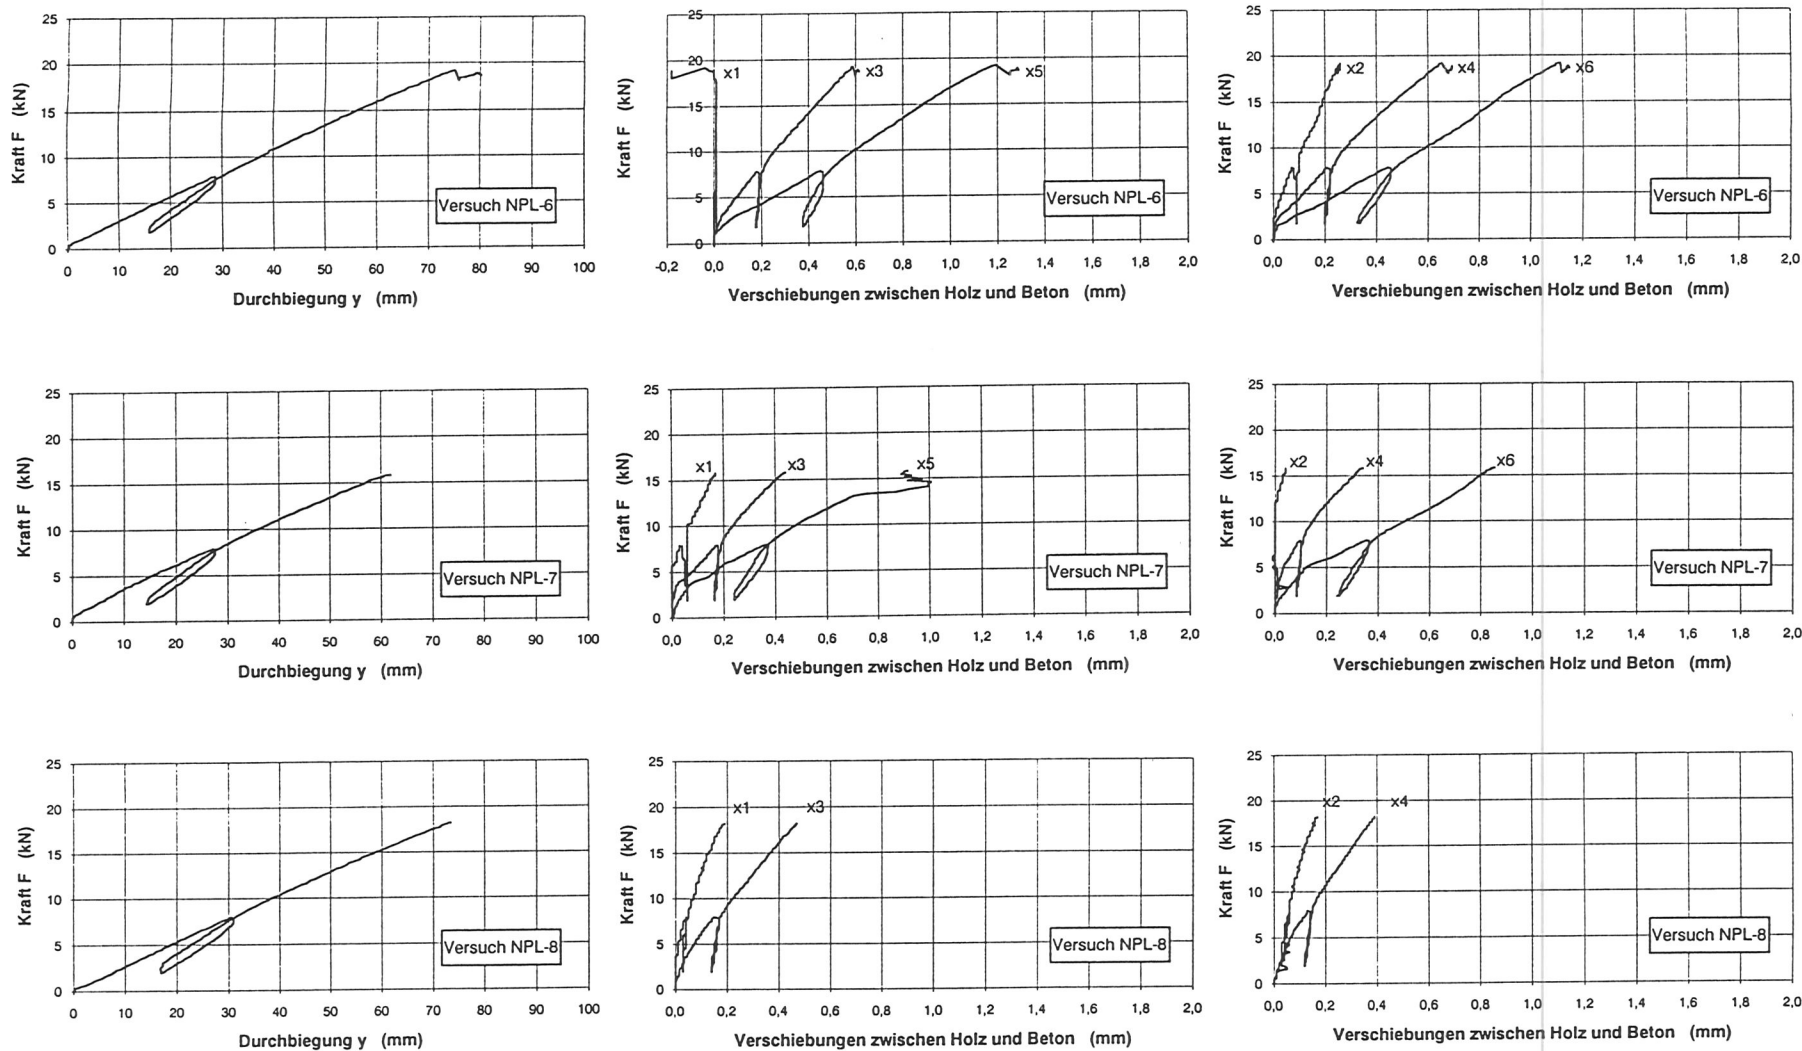 25
20
15
10
5
0
Kraft F (kN)
Versuch NPL-6
0 10 20 30 40 50 60 70 80 90 100
Durchbiegung y (mm)
25
20
15
10
5
0
Kraft F (kN)
x1 x3 x5
Versuch NPL-6
-0,2 0,0 0,2 0,4 0,6 0,8 1,0 1,2 1,4 1,6 1,8 2,0
Verschiebungen zwischen Holz und Beton (mm)
25
20
15
10
5
0
Kraft F (kN)
x2 x4 x6
Versuch NPL-6
0,0 0,2 0,4 0,6 0,8 1,0 1,2 1,4 1,6 1,8 2,0
Verschiebungen zwischen Holz und Beton (mm)
25
20
15
10
5
0
Kraft F (kN)
Versuch NPL-7
0 10 20 30 40 50 60 70 80 90 100
Durchbiegung y (mm)
25
20
15
10
5
0
Kraft F (kN)
x1 x3 x5
Versuch NPL-7
0,0 0,2 0,4 0,6 0,8 1,0 1,2 1,4 1,6 1,8 2,0
Verschiebungen zwischen Holz und Beton (mm)
25
20
15
10
5
0
Kraft F (kN)
x2 x4 x6
Versuch NPL-7
0,0 0,2 0,4 0,6 0,8 1,0 1,2 1,4 1,6 1,8 2,0
Verschiebungen zwischen Holz und Beton (mm)
25
20
15
10
5
0
Kraft F (kN)
Versuch NPL-8
0 10 20 30 40 50 60 70 80 90 100
Durchbiegung y (mm)
25
20
15
10
5
0
Kraft F (kN)
x1 x3
Versuch NPL-8
0,0 0,2 0,4 0,6 0,8 1,0 1,2 1,4 1,6 1,8 2,0
Verschiebungen zwischen Holz und Beton (mm)
25
20
15
10
5
0
Kraft F (kN)
x2 x4
Versuch NPL-8
0,0 0,2 0,4 0,6 0,8 1,0 1,2 1,4 1,6 1,8 2,0
Verschiebungen zwischen Holz und Beton (mm)